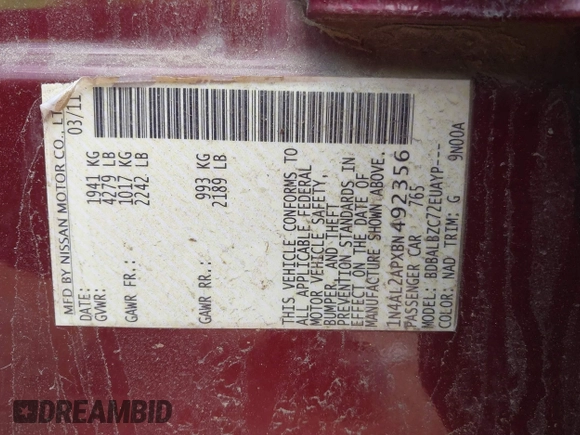 MFD BY NISSAN MOTOR CO., LT
DATE: 03/11
GVWR: 1941 KG
4279 LB
GAWR FR: 1017 KG
2242 LB
GAWR RR: 993 KG
2189 LB
THIS VEHICLE CONFORMS TO
ALL APPLICABLE FEDERAL
MOTOR VEHICLE SAFETY,
BUMPER, AND THEFT
PREVENTION STANDARDS IN
EFFECT ON THE DATE OF
MANUFACTURE SHOWN ABOVE.
1N4AL2APXBN492356
PASSENGER CAR 765
MODEL: BDBALBZC72EUAYP---
COLOR: NAD TRIM: G 9N00A
DREAMBID